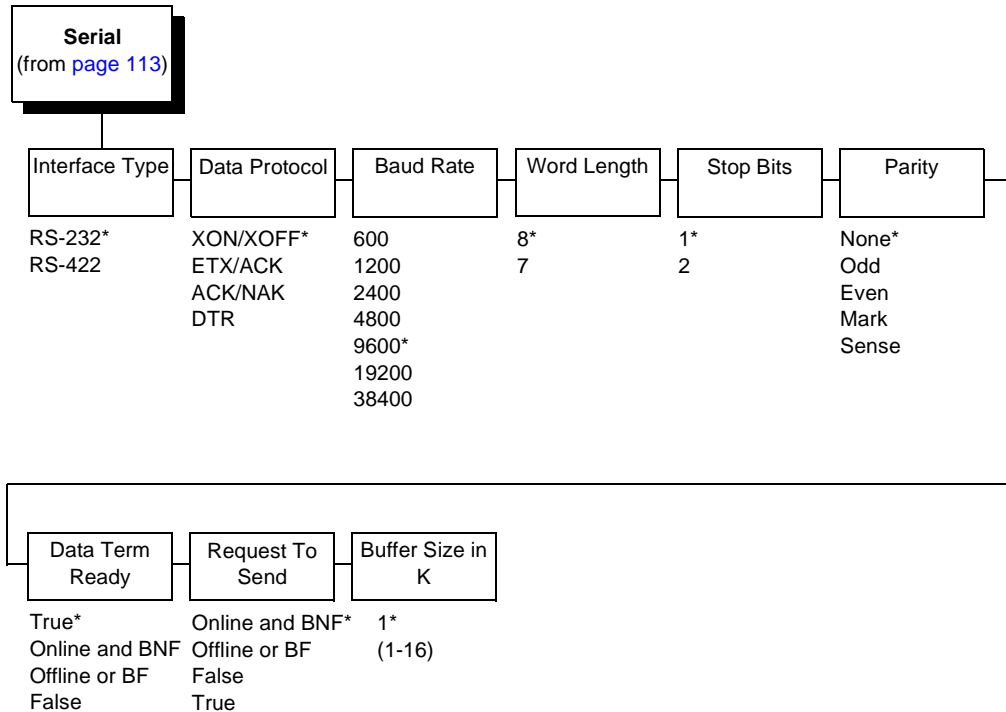 Serial
(from page 113)
Interface Type
RS-232*
RS-422
Data Protocol
XON/XOFF*
ETX/ACK
ACK/NAK
DTR
Baud Rate
600
1200
2400
4800
9600*
19200
38400
Word Length
8*
7
Stop Bits
1*
2
Parity
None*
Odd
Even
Mark
Sense
Data Term
Ready
True*
Online and BNF
Offline or BF
False
Request To
Send
Online and BNF*
Offline or BF
False
True
Buffer Size in
K
1*
(1-16)